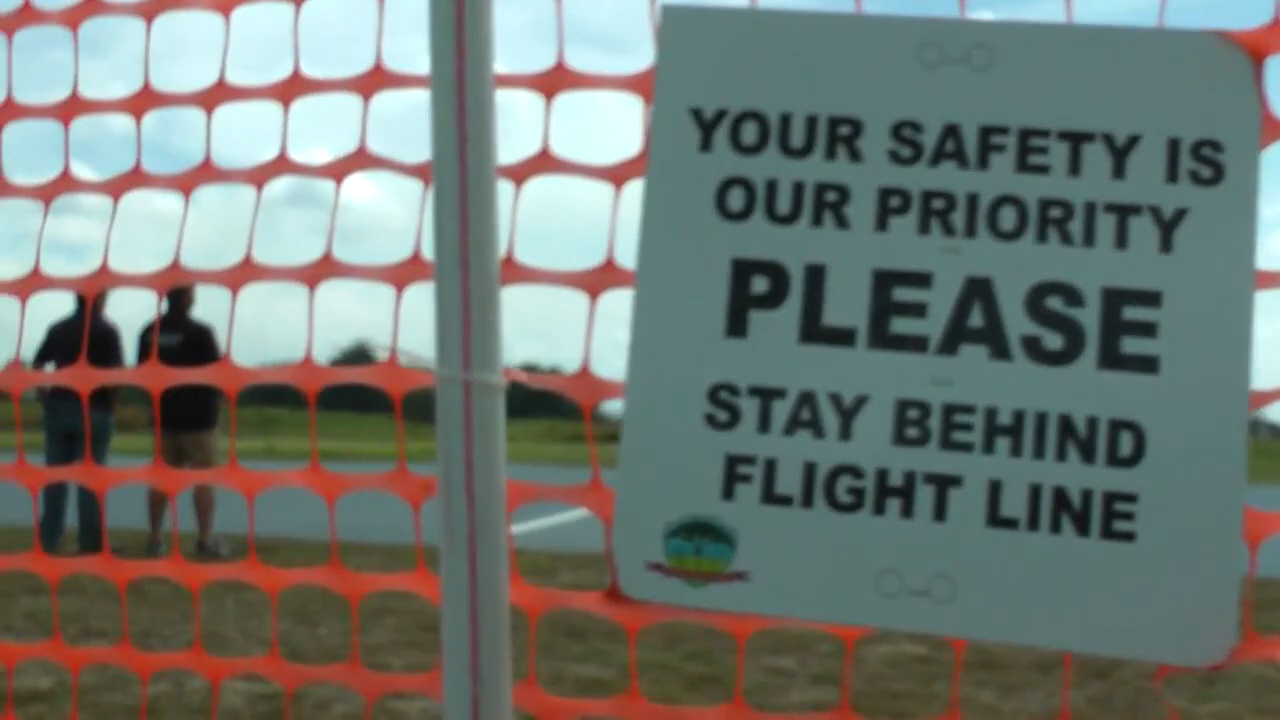 YOUR SAFETY IS
OUR PRIORITY
PLEASE
STAY BEHIND
FLIGHT LINE